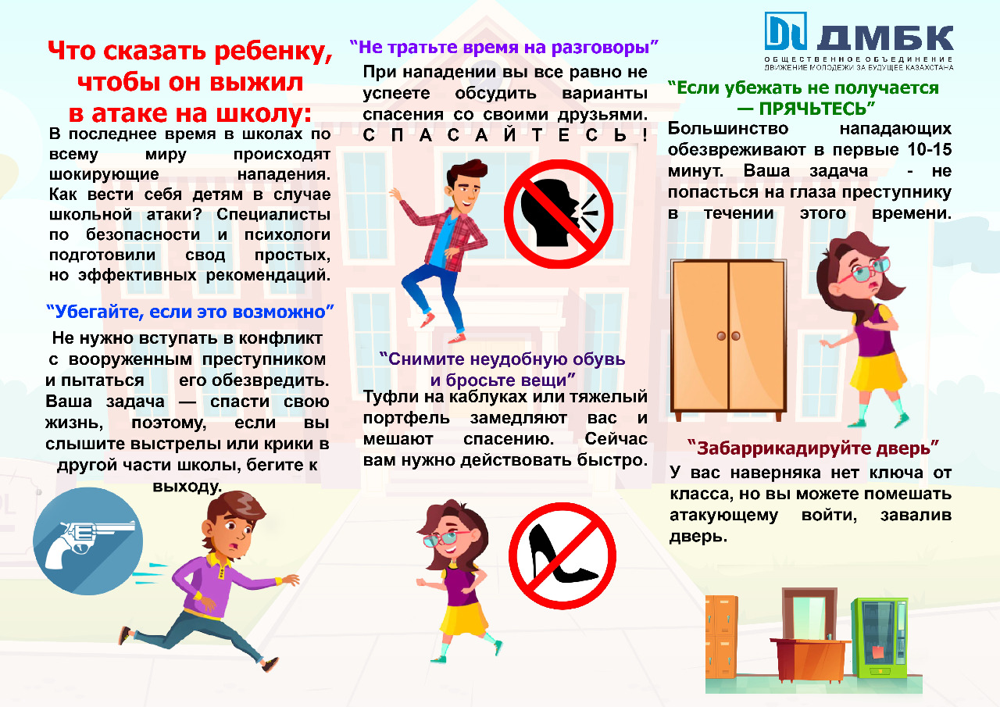 Что сказать ребенку,
чтобы он выжил
в атаке на школу:
В последнее время в школах по
всему миру происходят
шокирующие нападения.
Как вести себя детям в случае
школьной атаки? Специалисты
по безопасности и психологи
подготовили свод простых,
но эффективных рекомендаций.
“Убегайте, если это возможно”
Не нужно вступать в конфликт
с вооруженным преступником
и пытаться его обезвредить.
Ваша задача — спасти свою
жизнь, поэтому, если вы
слышите выстрелы или крики в
другой части школы, бегите к
выходу.
“Не тратьте время на разговоры”
При нападении вы все равно не
успеете обсудить варианты
спасения со своими друзьями.
С П А С А Й Т Е С Ь !
“Снимите неудобную обувь
и бросьте вещи”
Туфли на каблуках или тяжелый
портфель замедляют вас и
мешают спасению. Сейчас
вам нужно действовать быстро.
ДМБК
ОБЩЕСТВЕННОЕ ОБЪЕДИНЕНИЕ
ДВИЖЕНИЕ МОЛОДЕЖИ ЗА БУДУЩЕЕ КАЗАХСТАНА
“Если убежать не получается
— ПРЯЧЬТЕСЬ”
Большинство нападающих
обезвреживают в первые 10-15
минут. Ваша задача - не
попасться на глаза преступнику
в течении этого времени.
“Забаррикадируйте дверь”
У вас наверняка нет ключа от
класса, но вы можете помешать
атакующему войти, завалив
дверь.